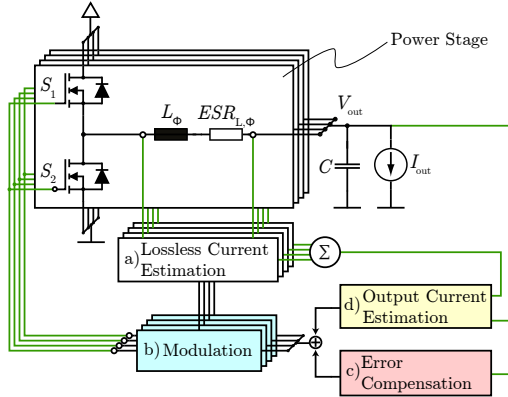 Power Stage
S1
LΦ
ESRL,Φ
Vout
S2
C
Iout
a) Lossless Current
Estimation
Σ
d) Output Current
Estimation
b) Modulation
c) Error
Compensation